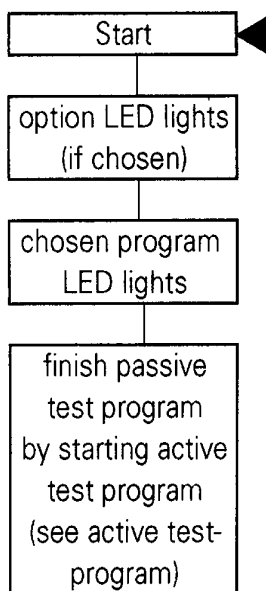 Start
option LED lights
(if chosen)
chosen program
LED lights
finish passive
test program
by starting active
test program
(see active test-
program)